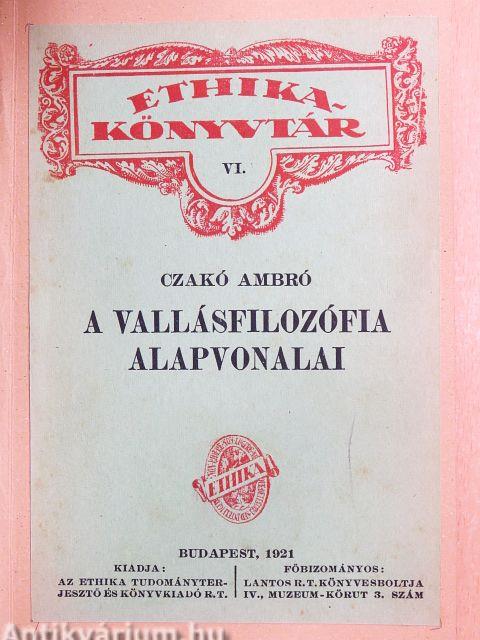 ETHIKA-
KÖNYVTÁR
VI.
CZAKÓ AMBRÓ
A VALLÁSFILOZÓFIA
ALAPVONALAI
ETHIKA
BUDAPEST, 1921
KIADJA:
AZ ETHIKA TUDOMÁNYTER-
JESZTŐ ÉS KÖNYVKIADÓ R.T.
FŐBIZOMÁNYOS:
LANTOS R.T. KÖNYVESBOLTJA
IV., MUZEUM-KÖRUT 3. SZÁM
Antikvárium.hu